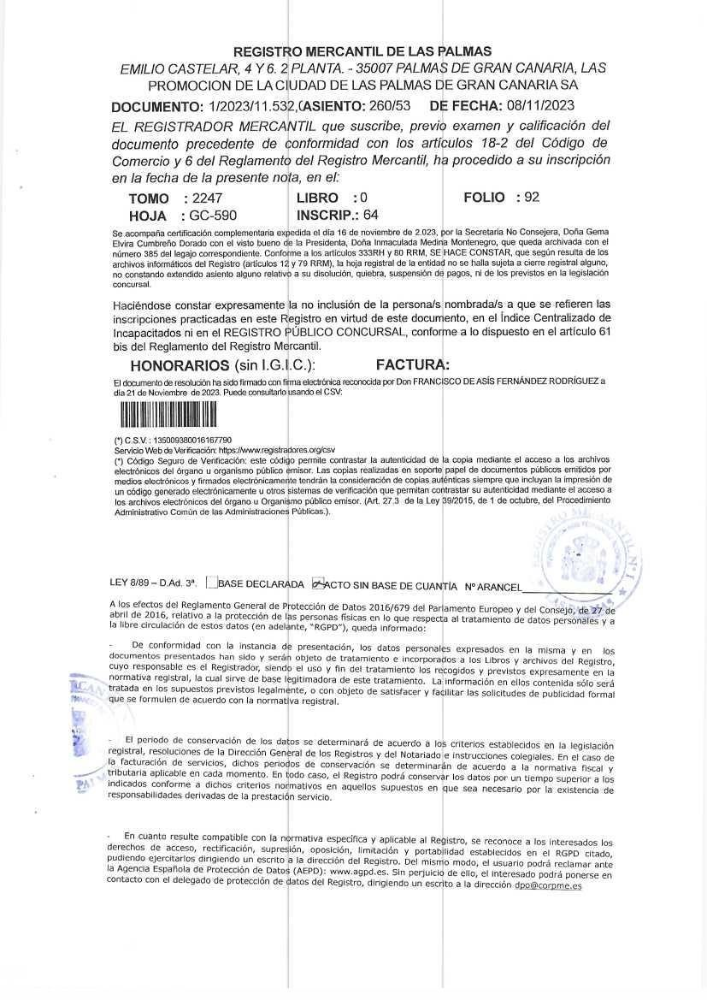 REGISTRO MERCANTIL DE LAS PALMAS
EMILIO CASTELAR, 4 Y 6. 2 PLANTA. - 35007 PALMAS DE GRAN CANARIA, LAS
PROMOCION DE LA CIUDAD DE LAS PALMAS DE GRAN CANARIA SA
DOCUMENTO: 1/2023/11.532,(ASIENTO: 260/53 DE FECHA: 08/11/2023
EL REGISTRADOR MERCANTIL que suscribe, previo examen y calificación del
documento precedente de conformidad con los artículos 18-2 del Código de
Comercio y 6 del Reglamento del Registro Mercantil, ha procedido a su inscripción
en la fecha de la presente nota, en el:
TOMO : 2247 LIBRO : 0 FOLIO : 92
HOJA : GC-590 INSCRIP.: 64
Se acompaña certificación complementaria expedida el día 16 de noviembre de 2.023, por la Secretaria No Consejera, Doña Gema
Elvira Cumbreño Dorado con el visto bueno de la Presidenta, Doña Inmaculada Medina Montenegro, que queda archivada con el
número 385 del legajo correspondiente. Conforme a los artículos 333RH y 80 RRM, SE HACE CONSTAR, que según resulta de los
archivos informáticos del Registro (artículos 12 y 79 RRM), la hoja registral de la entidad no se halla sujeta a cierre registral alguno,
no constando extendido asiento alguno relativo a su disolución, quiebra, suspensión de pagos, ni de los previstos en la legislación
concursal.
Haciéndose constar expresamente la no inclusión de la persona/s nombrada/s a que se refieren las
inscripciones practicadas en este Registro en virtud de este documento, en el Índice Centralizado de
Incapacitados ni en el REGISTRO PÚBLICO CONCURSAL, conforme a lo dispuesto en el artículo 61
bis del Reglamento del Registro Mercantil.
HONORARIOS (sin I.G.I.C.): FACTURA:
El documento de resolución ha sido firmado con firma electrónica reconocida por Don FRANCISCO DE ASÍS FERNÁNDEZ RODRÍGUEZ a
día 21 de Noviembre de 2023. Puede consultarlo usando el CSV:
(*) C.S.V. : 135009380016167790
Servicio Web de Verificación: https://www.registradores.org/csv
(*) Código Seguro de Verificación: este código permite contrastar la autenticidad de la copia mediante el acceso a los archivos
electrónicos del órgano u organismo público emisor. Las copias realizadas en soporte papel de documentos públicos emitidos por
medios electrónicos y firmados electrónicamente tendrán la consideración de copias auténticas siempre que incluyan la impresión de
un código generado electrónicamente u otros sistemas de verificación que permitan contrastar su autenticidad mediante el acceso a
los archivos electrónicos del órgano u Organismo público emisor. (Art. 27.3 de la Ley 39/2015, de 1 de octubre, del Procedimiento
Administrativo Común de las Administraciones Públicas.).
REGISTRO MERCANTIL Nº 1
LAS PALMAS
LEY 8/89 – D.Ad. 3ª. BASE DECLARADA ACTO SIN BASE DE CUANTÍA Nº ARANCEL
A los efectos del Reglamento General de Protección de Datos 2016/679 del Parlamento Europeo y del Consejo, de 27 de
abril de 2016, relativo a la protección de las personas físicas en lo que respecta al tratamiento de datos personales y a
la libre circulación de estos datos (en adelante, “RGPD”), queda informado:
- De conformidad con la instancia de presentación, los datos personales expresados en la misma y en los
documentos presentados han sido y serán objeto de tratamiento e incorporados a los Libros y archivos del Registro,
cuyo responsable es el Registrador, siendo el uso y fin del tratamiento los recogidos y previstos expresamente en la
normativa registral, la cual sirve de base legitimadora de este tratamiento. La información en ellos contenida sólo será
tratada en los supuestos previstos legalmente, o con objeto de satisfacer y facilitar las solicitudes de publicidad formal
que se formulen de acuerdo con la normativa registral.
- El periodo de conservación de los datos se determinará de acuerdo a los criterios establecidos en la legislación
registral, resoluciones de la Dirección General de los Registros y del Notariado e instrucciones colegiales. En el caso de
la facturación de servicios, dichos periodos de conservación se determinarán de acuerdo a la normativa fiscal y
tributaria aplicable en cada momento. En todo caso, el Registro podrá conservar los datos por un tiempo superior a los
indicados conforme a dichos criterios normativos en aquellos supuestos en que sea necesario por la existencia de
responsabilidades derivadas de la prestación servicio.
- En cuanto resulte compatible con la normativa específica y aplicable al Registro, se reconoce a los interesados los
derechos de acceso, rectificación, supresión, oposición, limitación y portabilidad establecidos en el RGPD citado,
pudiendo ejercitarlos dirigiendo un escrito a la dirección del Registro. Del mismo modo, el usuario podrá reclamar ante
la Agencia Española de Protección de Datos (AEPD): www.agpd.es. Sin perjuicio de ello, el interesado podrá ponerse en
contacto con el delegado de protección de datos del Registro, dirigiendo un escrito a la dirección dpo@corpme.es